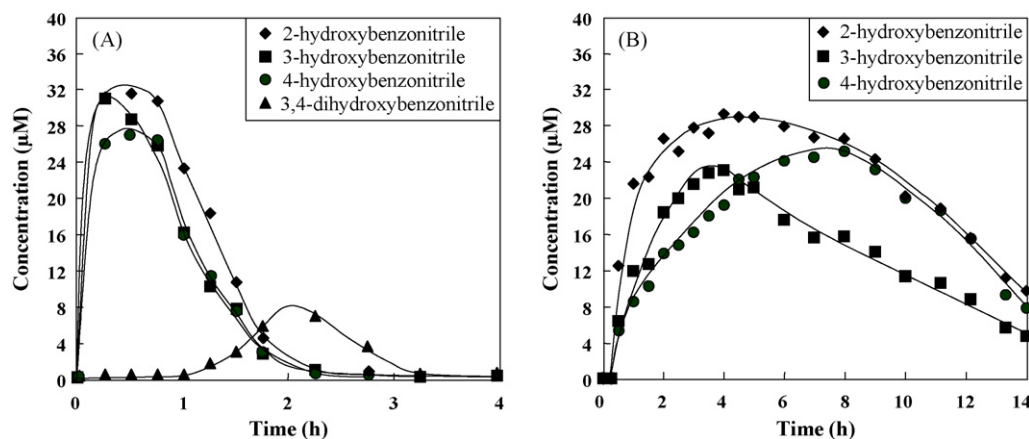 (A)
2-hydroxybenzonitrile
3-hydroxybenzonitrile
4-hydroxybenzonitrile
3,4-dihydroxybenzonitrile
Concentration (µM)
40
36
32
28
24
20
16
12
8
4
0
0 1 2 3 4
Time (h)
(B)
2-hydroxybenzonitrile
3-hydroxybenzonitrile
4-hydroxybenzonitrile
Concentration (µM)
40
36
32
28
24
20
16
12
8
4
0
0 2 4 6 8 10 12 14
Time (h)